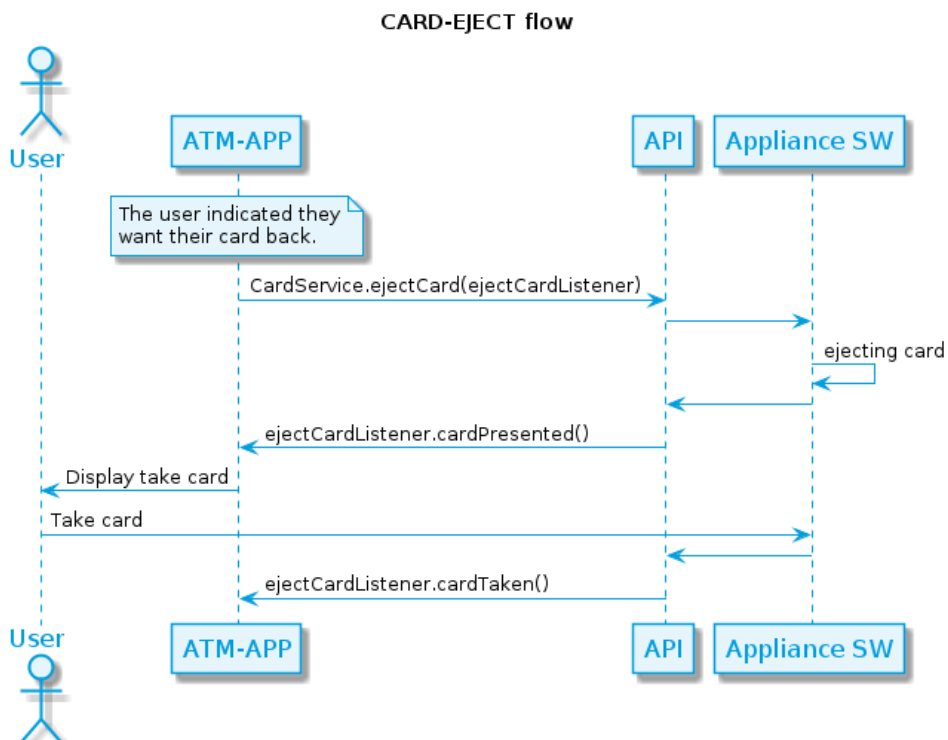 CARD-EJECT flow
User
ATM-APP
API
Appliance SW
The user indicated they
want their card back.
CardService.ejectCard(ejectCardListener)
ejecting card
ejectCardListener.cardPresented()
Display take card
Take card
ejectCardListener.cardTaken()
User
ATM-APP
API
Appliance SW